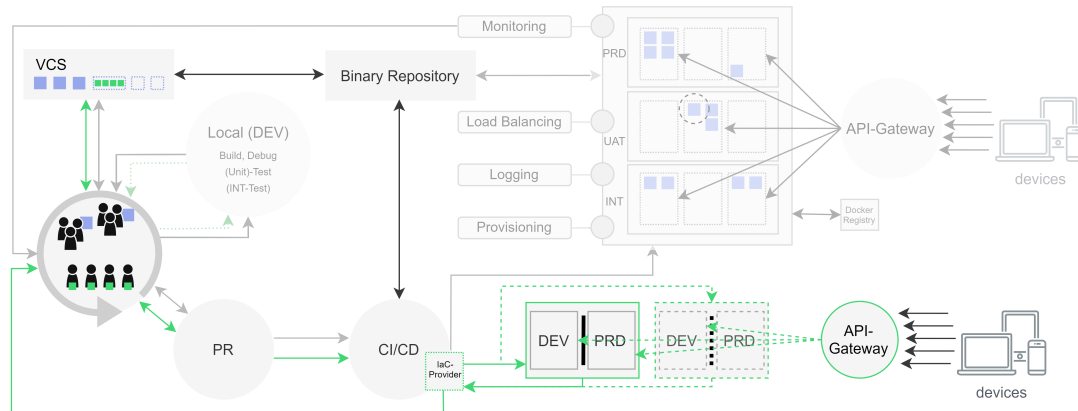 Monitoring
VCS
PRD
Binary Repository
Local (DEV)
Build, Debug
(Unit)-Test
(INT-Test)
Load Balancing
UAT
API-Gateway
devices
Logging
INT
Provisioning
Docker
Registry
PR
CI/CD
IaC-
Provider
DEV
PRD
DEV
PRD
API-
Gateway
devices